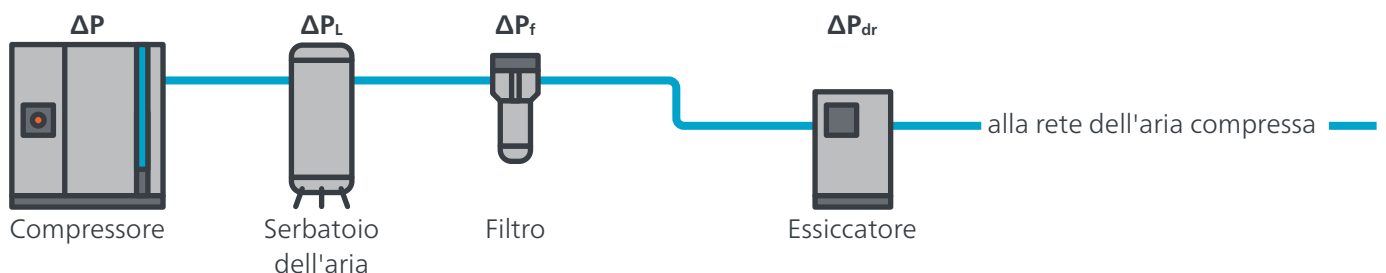 ΔP
ΔPL
ΔPf
ΔPdr
alla rete dell'aria compressa
Compressore
Serbatoio
dell'aria
Filtro
Essiccatore